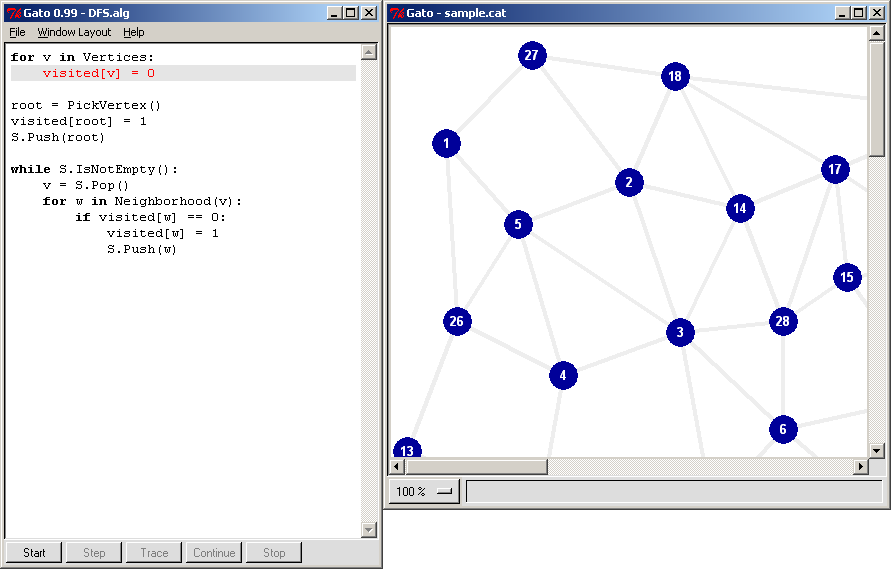 Gato 0.99 - DFS.alg
File Window Layout Help
for v in Vertices:
    visited[v] = 0
root = PickVertex()
visited[root] = 1
S.Push(root)
while S.IsNotEmpty():
    v = S.Pop()
    for w in Neighborhood(v):
        if visited[w] == 0:
            visited[w] = 1
            S.Push(w)
Start Step Trace Continue Stop
Gato - sample.cat
27
18
1
17
2
14
5
15
26
28
3
4
6
13
100 %